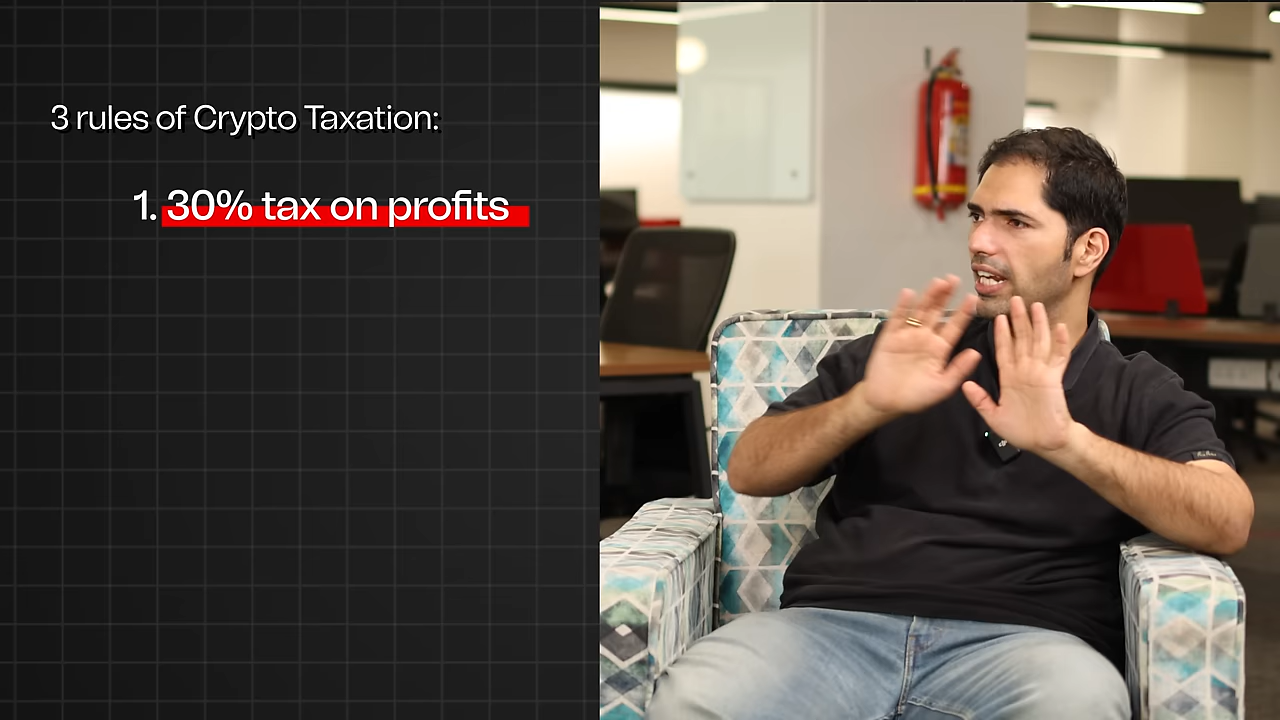 3 rules of Crypto Taxation:
1. 30% tax on profits